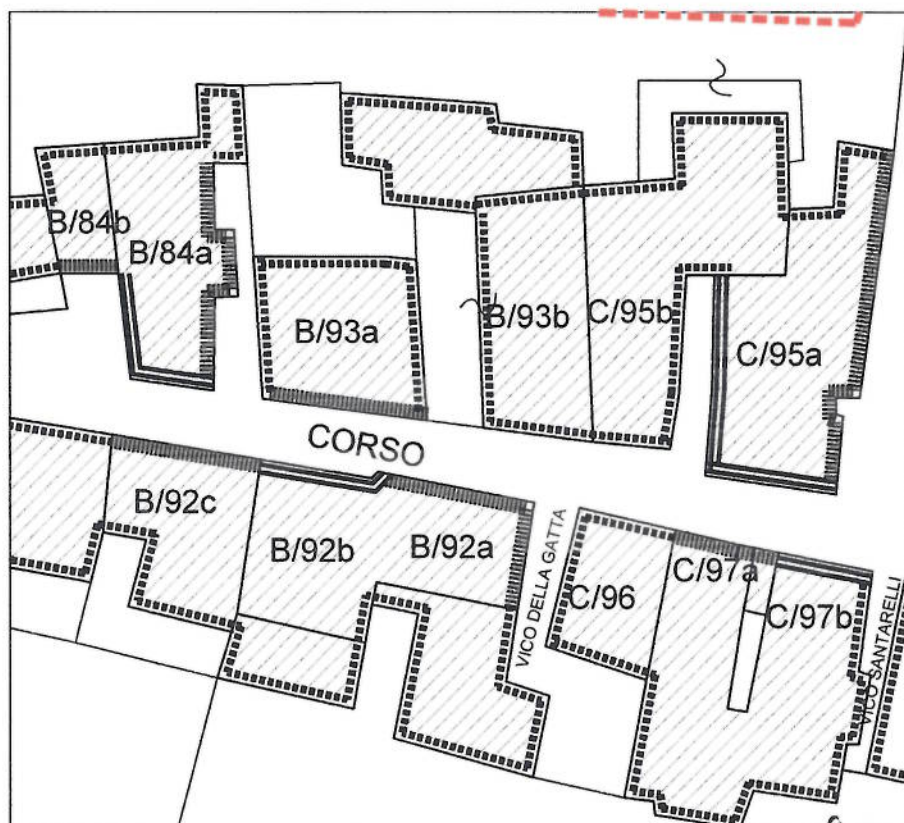 B/84b
B/84a
B/93a
B/93b
C/95b
C/95a
CORSO
B/92c
B/92b
B/92a
VICO DELLA GATTA
C/96
C/97a
C/97b
VICO SANTARELLI